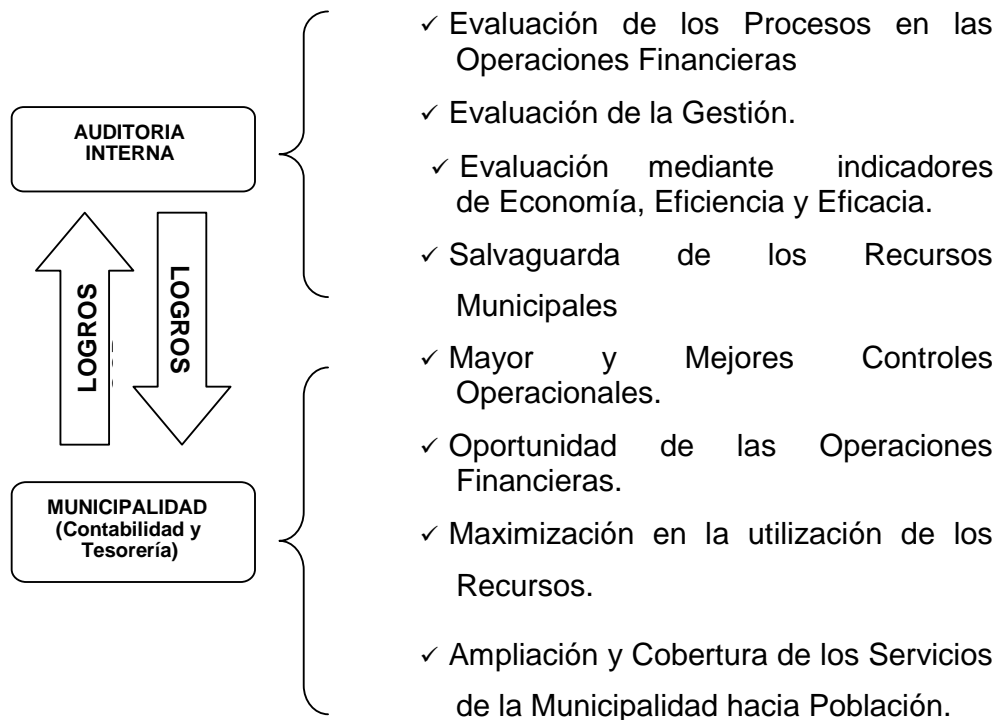 AUDITORIA
INTERNA
LOGROS
LOGROS
MUNICIPALIDAD
(Contabilidad y
Tesorería)
✓ Evaluación de los Procesos en las
Operaciones Financieras
✓ Evaluación de la Gestión.
✓ Evaluación mediante indicadores
de Economía, Eficiencia y Eficacia.
✓ Salvaguarda de los Recursos
Municipales
✓ Mayor y Mejores Controles
Operacionales.
✓ Oportunidad de las Operaciones
Financieras.
✓ Maximización en la utilización de los
Recursos.
✓ Ampliación y Cobertura de los Servicios
de la Municipalidad hacia Población.